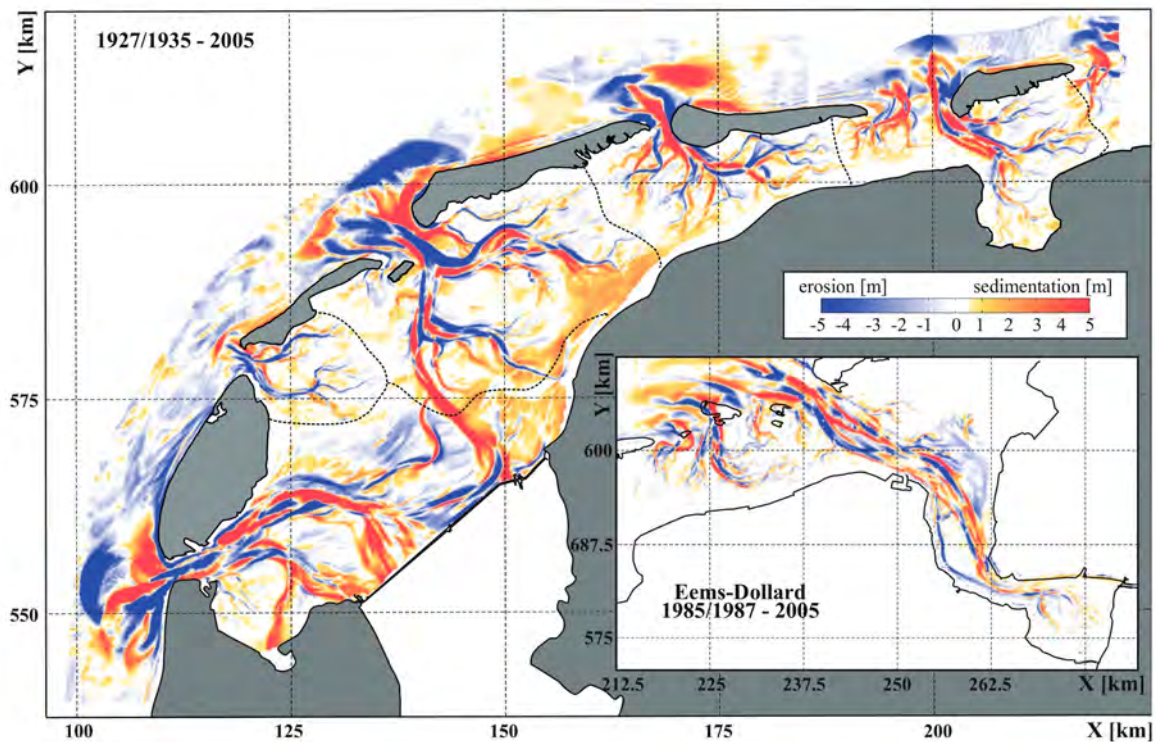 Y [km]
1927/1935 - 2005
600
575
550
erosion [m] sedimentation [m]
-5 -4 -3 -2 -1 0 1 2 3 4 5
Y [km]
600
687.5
575
Eems-Dollard
1985/1987 - 2005
212.5 225 237.5 250 262.5 X [km]
100 125 150 175 200 X [km]